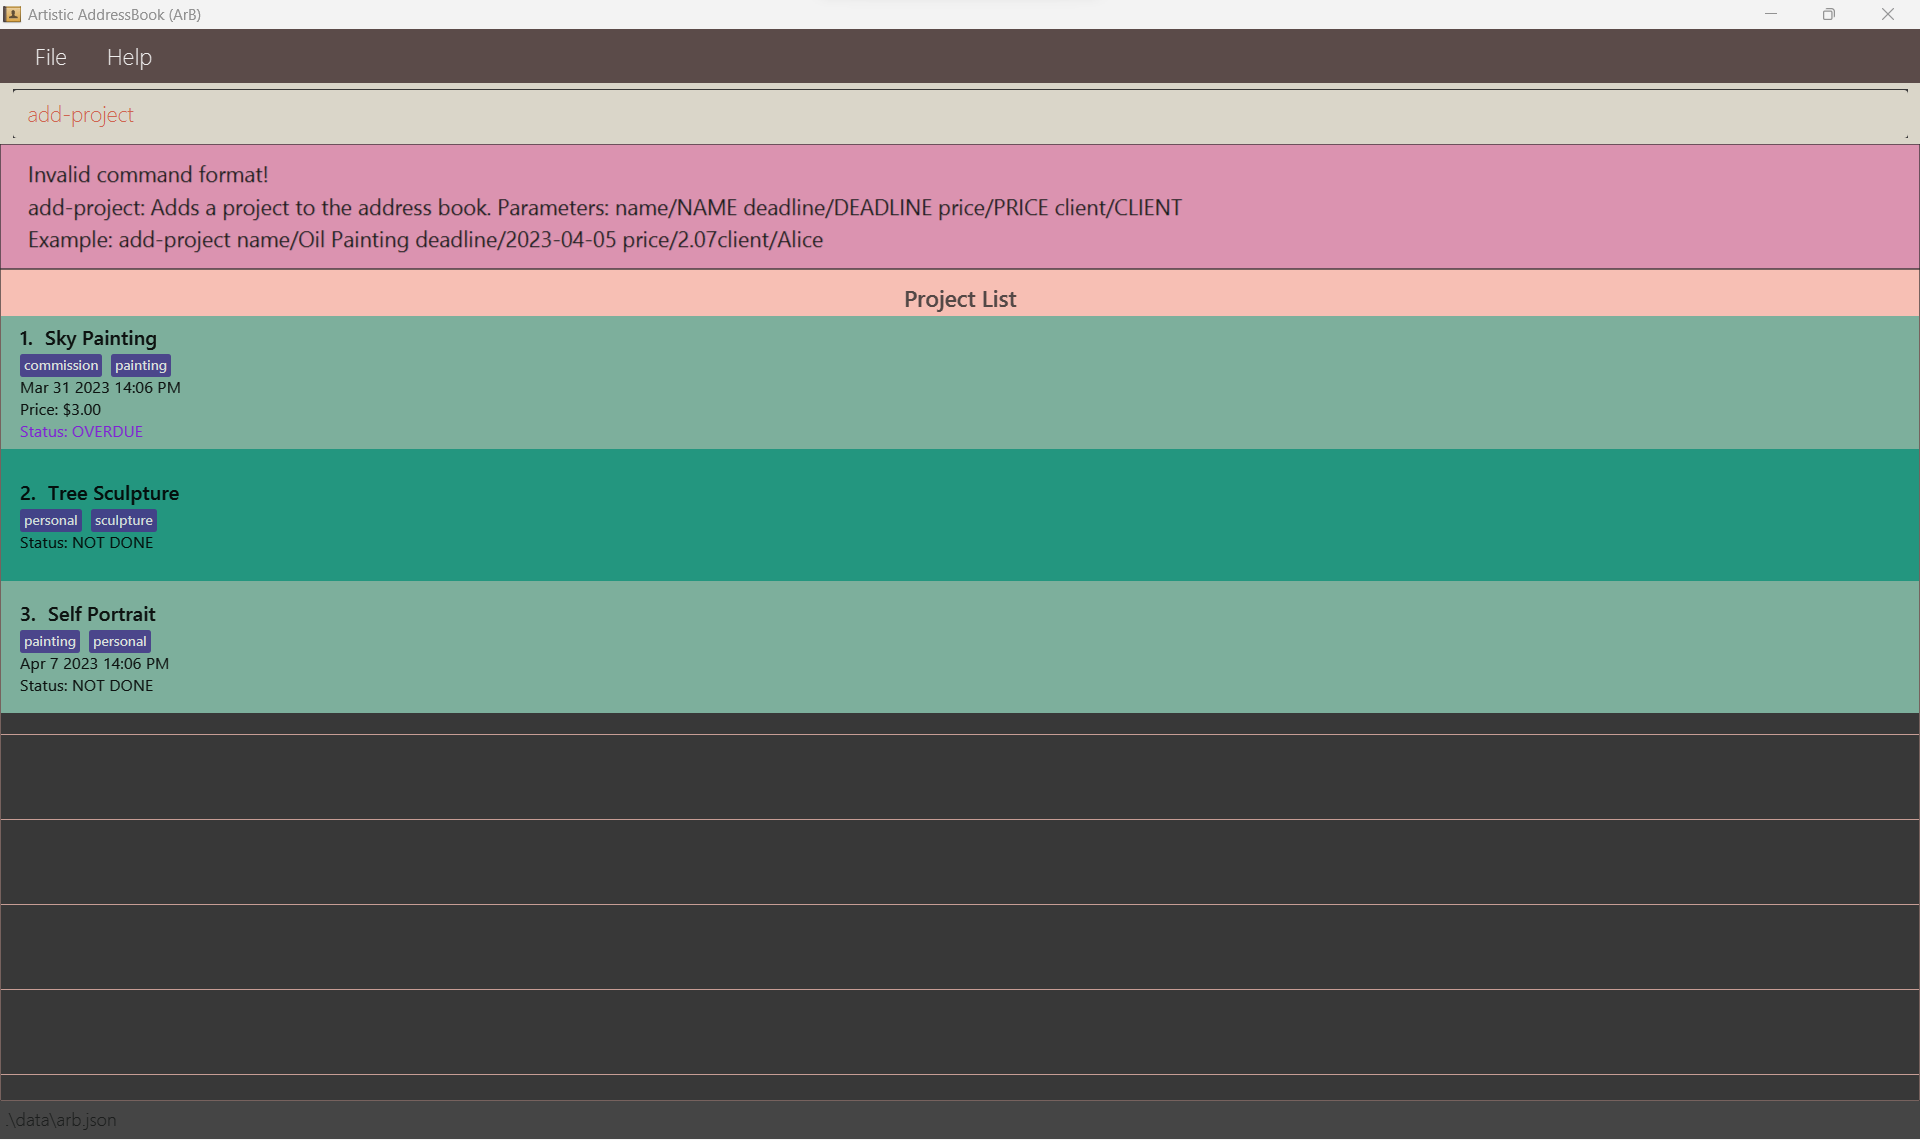 Artistic AddressBook (ArB)
File Help
add-project
Invalid command format!
add-project: Adds a project to the address book. Parameters: name/NAME deadline/DEADLINE price/PRICE client/CLIENT
Example: add-project name/Oil Painting deadline/2023-04-05 price/2.07client/Alice
Project List
1. Sky Painting
commission painting
Mar 31 2023 14:06 PM
Price: $3.00
Status: OVERDUE
2. Tree Sculpture
personal sculpture
Status: NOT DONE
3. Self Portrait
painting personal
Apr 7 2023 14:06 PM
Status: NOT DONE
.\data\arb.json